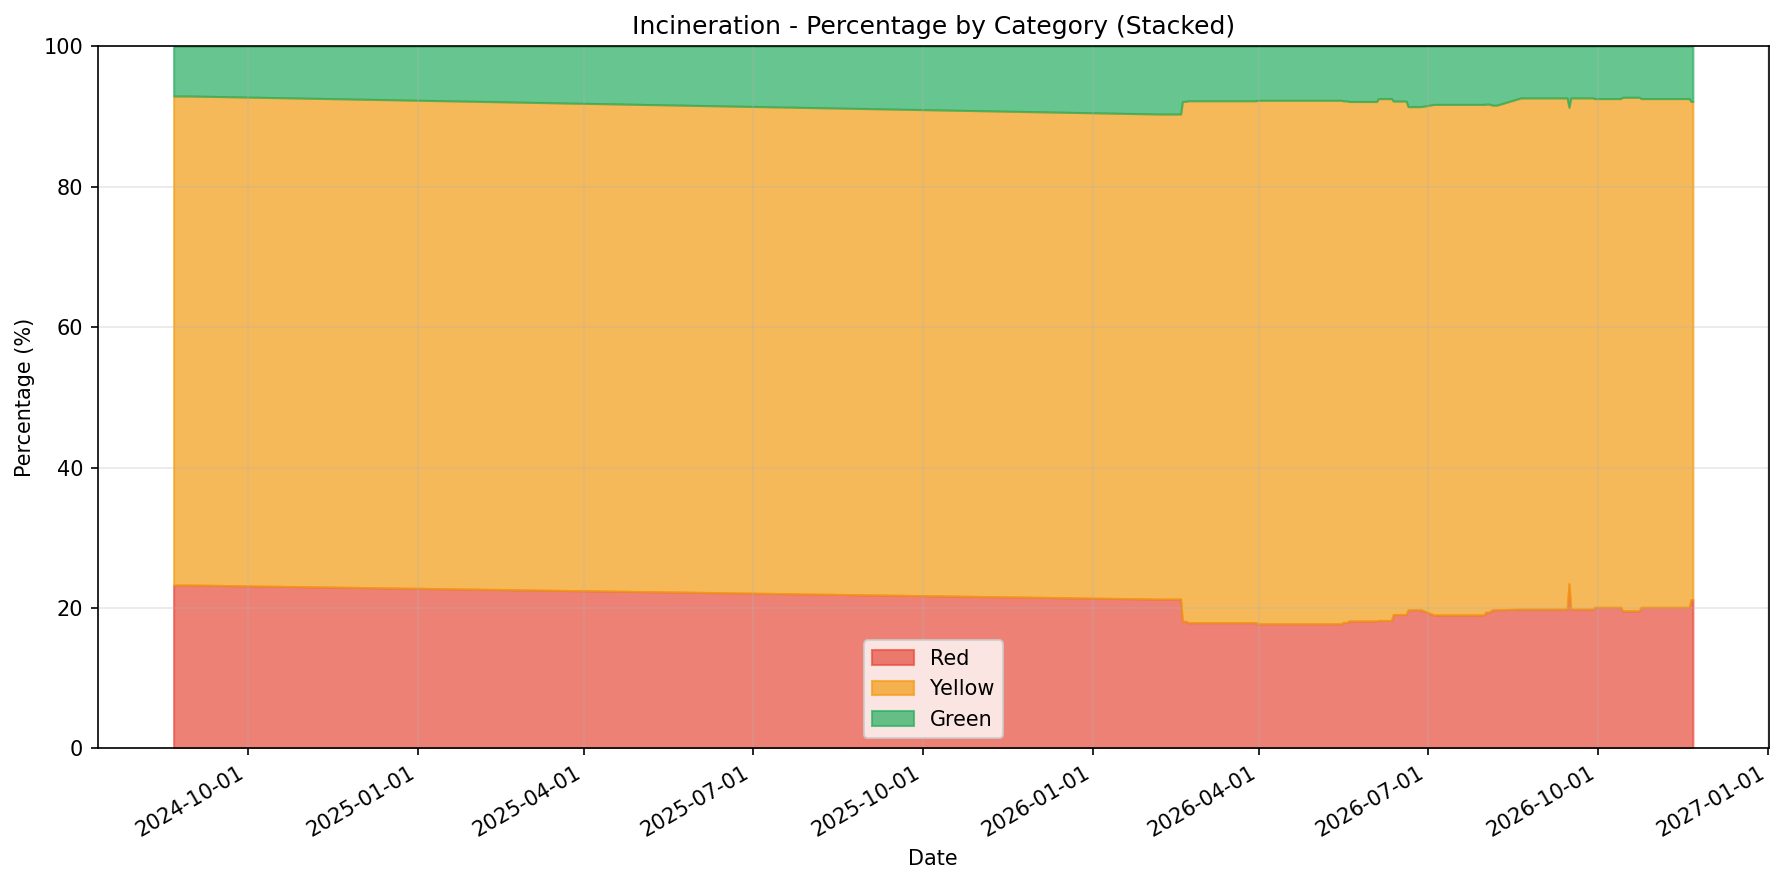 Incineration - Percentage by Category (Stacked)
Percentage (%)
100
80
60
40
20
0
Red
Yellow
Green
2024-10-01
2025-01-01
2025-04-01
2025-07-01
2025-10-01
2026-01-01
2026-04-01
2026-07-01
2026-10-01
2027-01-01
Date